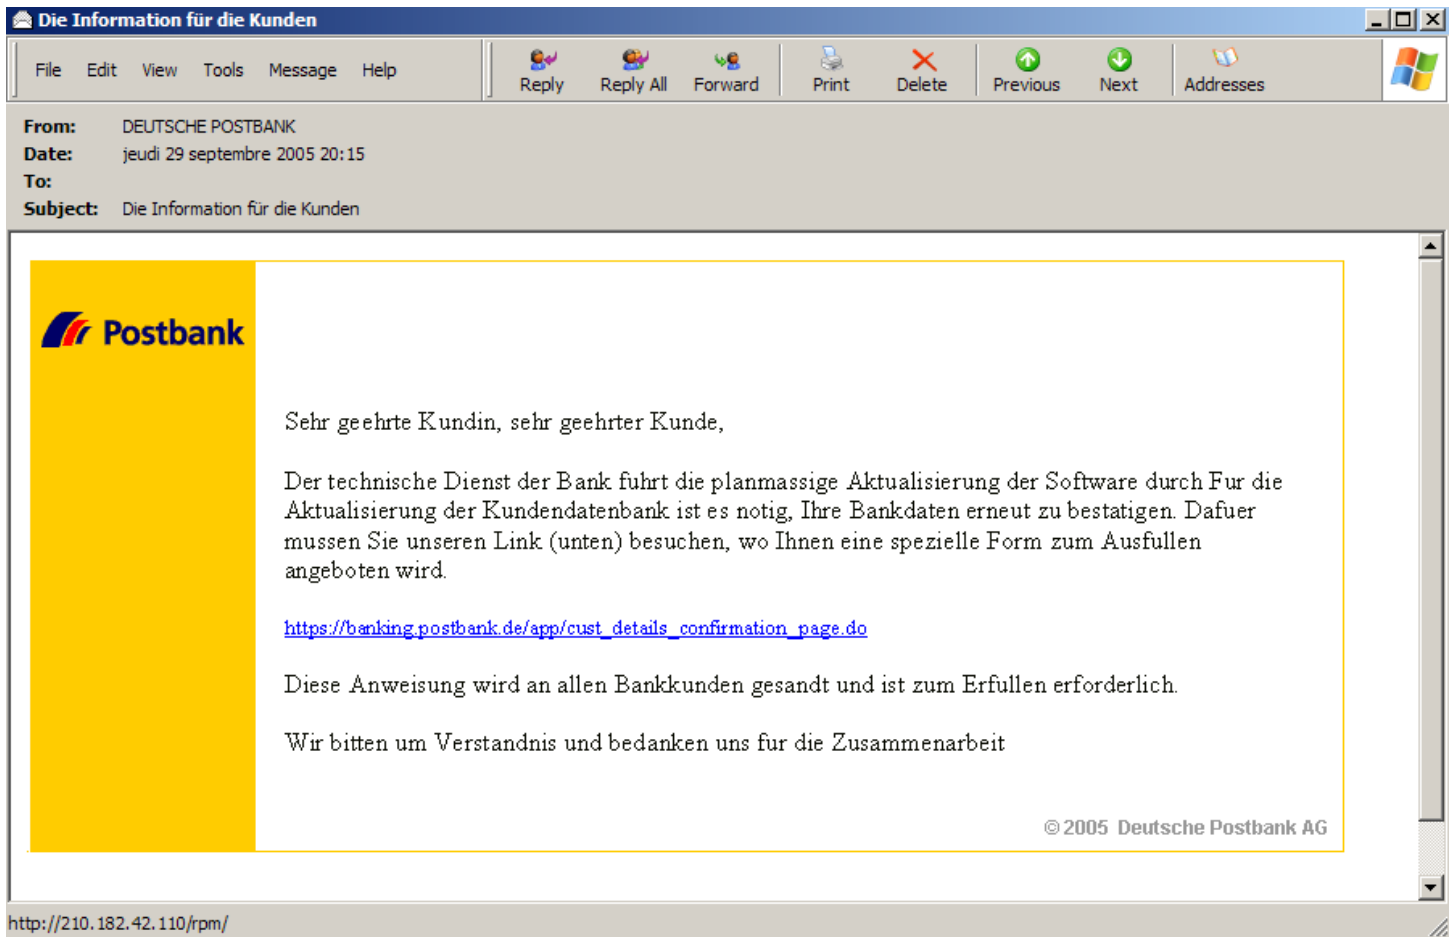 Die Information für die Kunden
File Edit View Tools Message Help
Reply Reply All Forward Print Delete Previous Next Addresses
From: DEUTSCHE POSTBANK
Date: jeudi 29 septembre 2005 20:15
To:
Subject: Die Information für die Kunden
Postbank
Sehr geehrte Kundin, sehr geehrter Kunde,
Der technische Dienst der Bank fuhrt die planmassige Aktualisierung der Software durch Fur die
Aktualisierung der Kundendatenbank ist es notig, Ihre Bankdaten erneut zu bestatigen. Dafuer
mussen Sie unseren Link (unten) besuchen, wo Ihnen eine spezielle Form zum Ausfullen
angeboten wird.
https://banking.postbank.de/app/cust_details_confirmation_page.do
Diese Anweisung wird an allen Bankkunden gesandt und ist zum Erfullen erforderlich.
Wir bitten um Verstandnis und bedanken uns fur die Zusammenarbeit
© 2005 Deutsche Postbank AG
http://210.182.42.110/rpm/